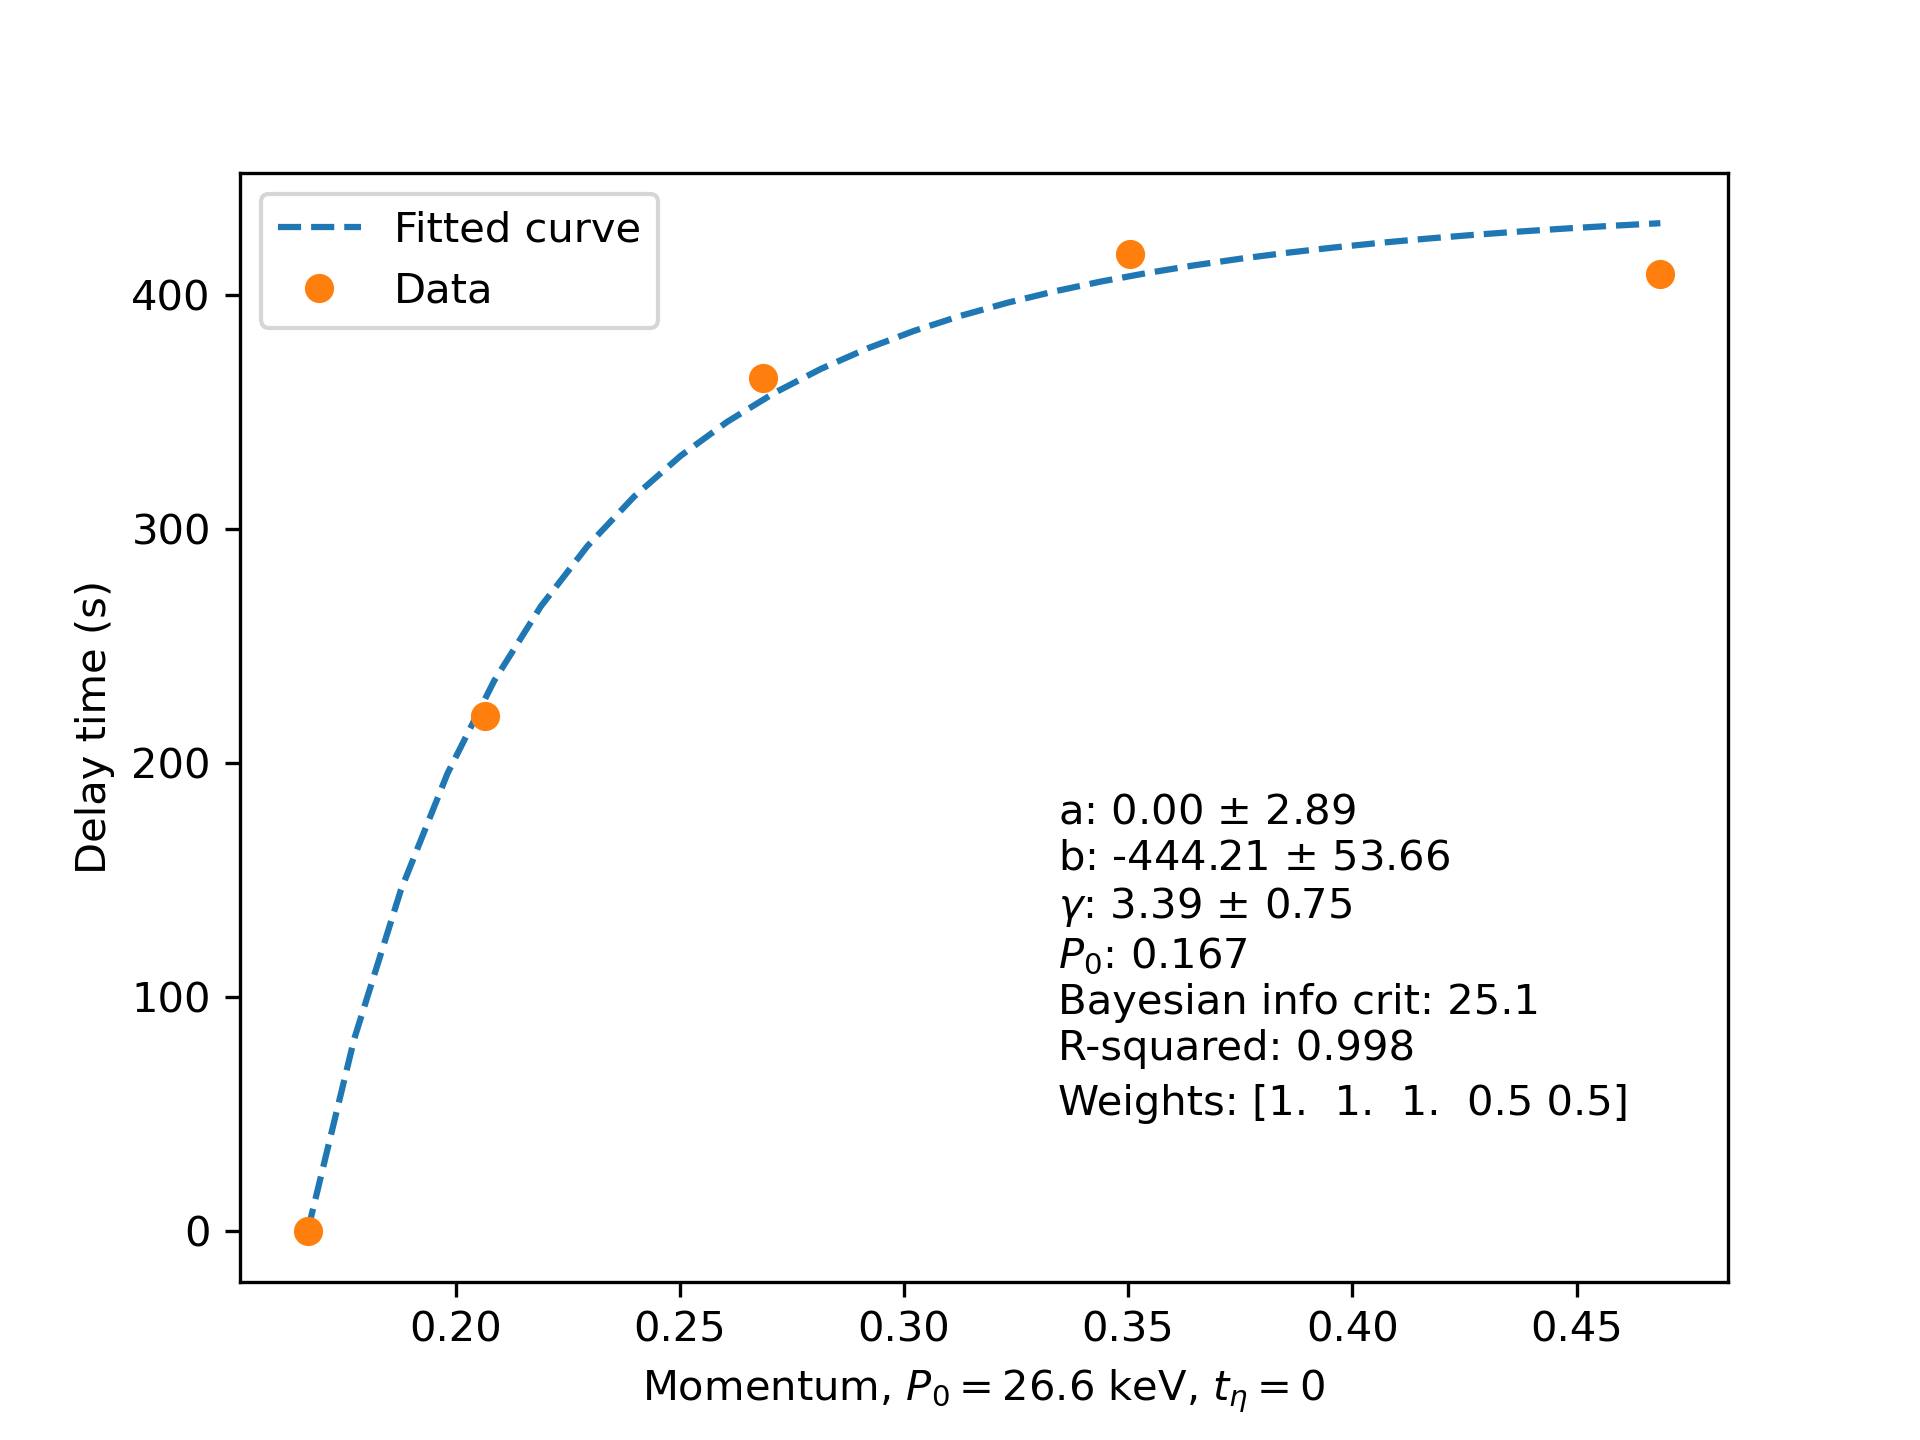 Fitted curve
Data
400
300
200
100
0
Delay time (s)
a: 0.00 ± 2.89
b: -444.21 ± 53.66
γ: 3.39 ± 0.75
P₀: 0.167
Bayesian info crit: 25.1
R-squared: 0.998
Weights: [1. 1. 1. 0.5 0.5]
0.20 0.25 0.30 0.35 0.40 0.45
Momentum, P₀ = 26.6 keV, tη = 0